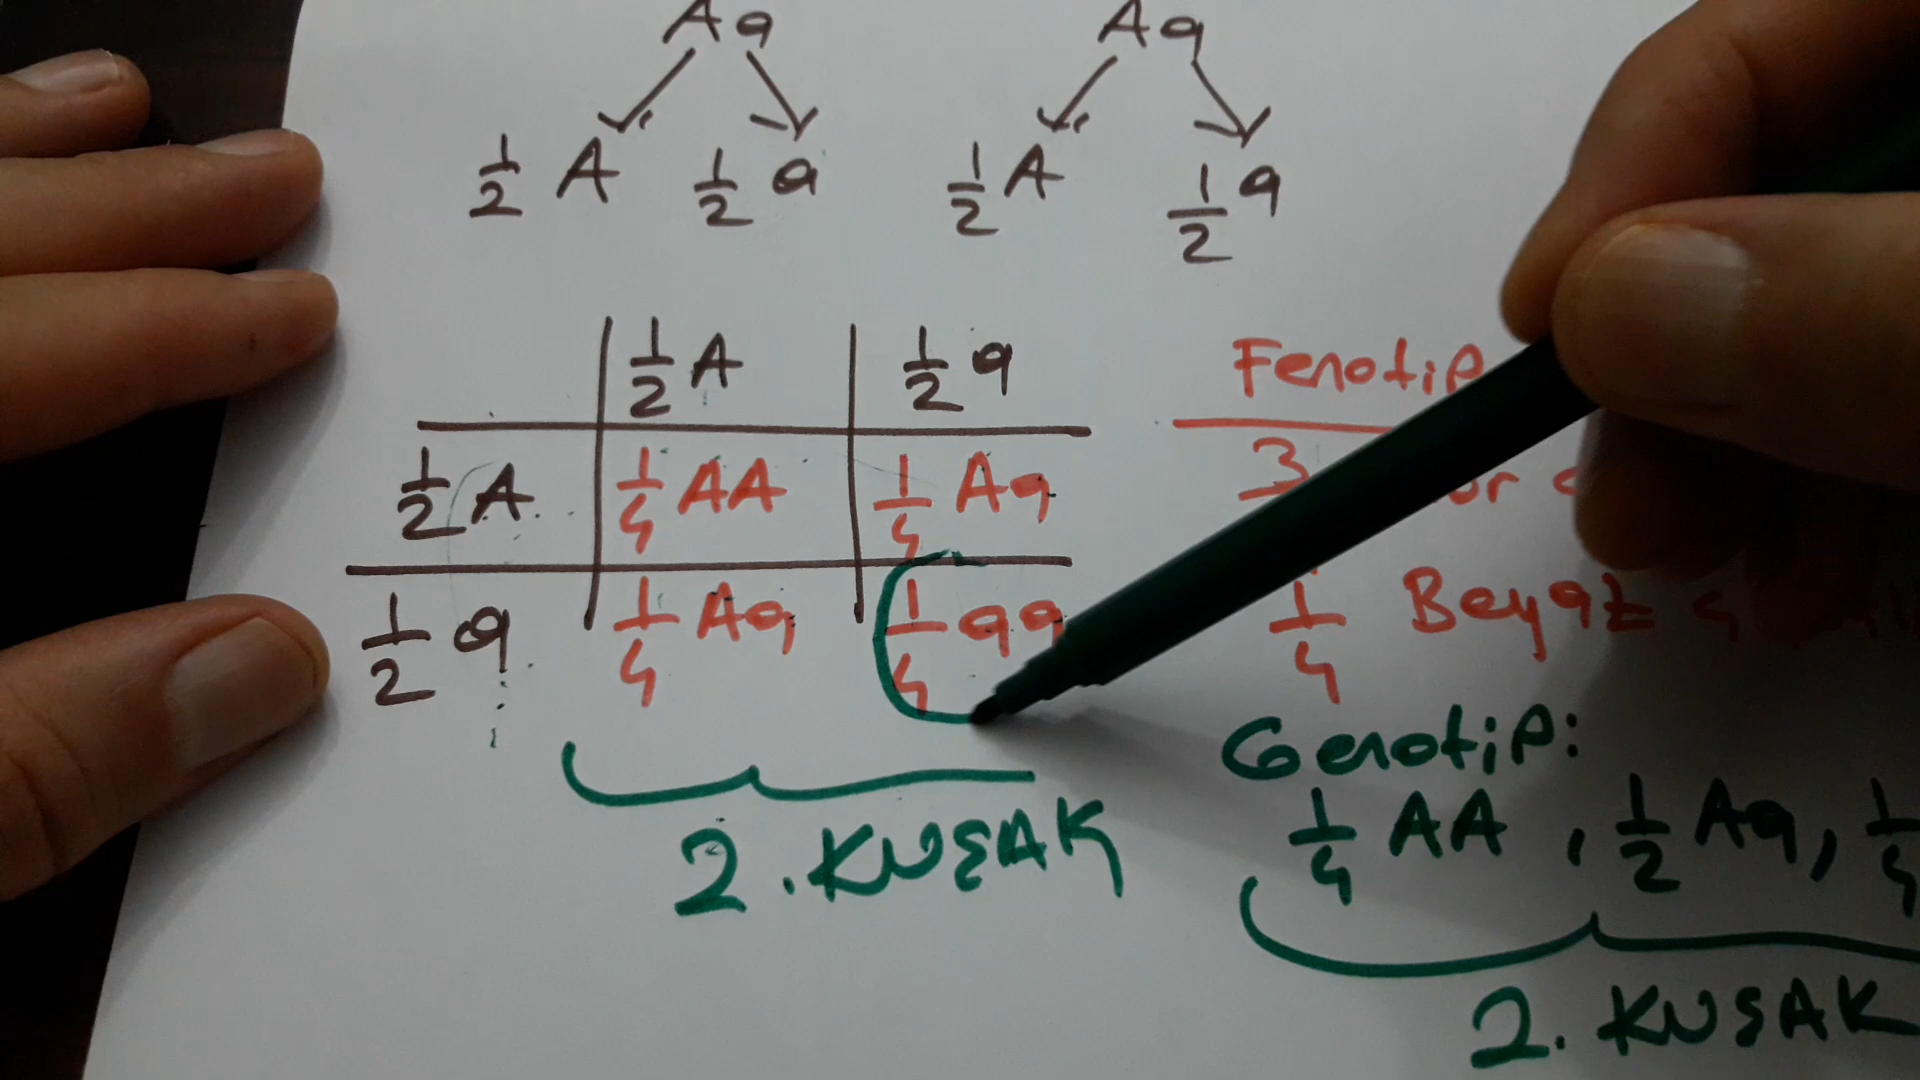 Aa Aa
1/2 A 1/2 a 1/2 A 1/2 a
1/2 A 1/2 a
1/2 A 1/4 AA 1/4 Aa
1/2 a 1/4 Aa 1/4 aa
2. KUŞAK
Fenotip
3
1/4 Beyaz
Genotip:
1/4 AA, 1/2 Aa, 1/4
2. KUŞAK